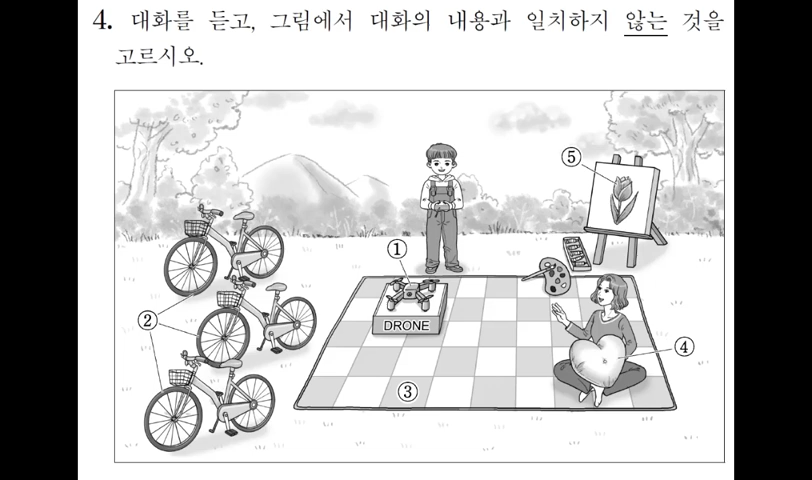 4. 대화를 듣고, 그림에서 대화의 내용과 일치하지 않는 것을
고르시오.
⑤
①
DRONE
②
④
③